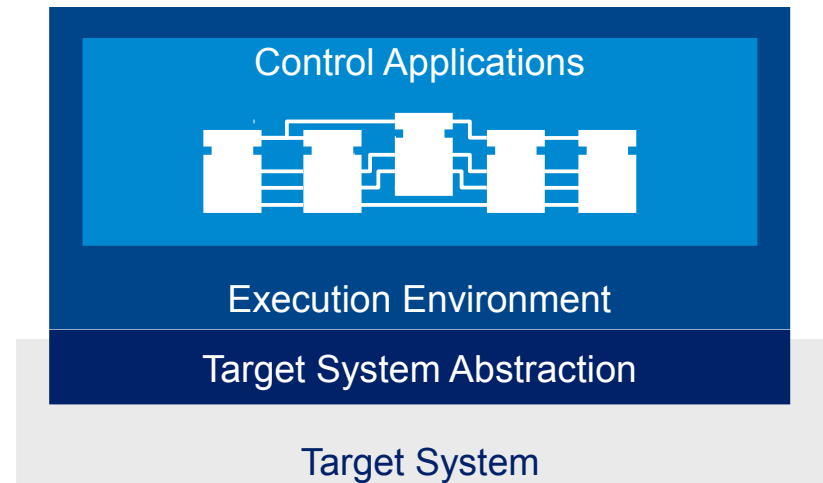 Control Applications
Execution Environment
Target System Abstraction
Target System